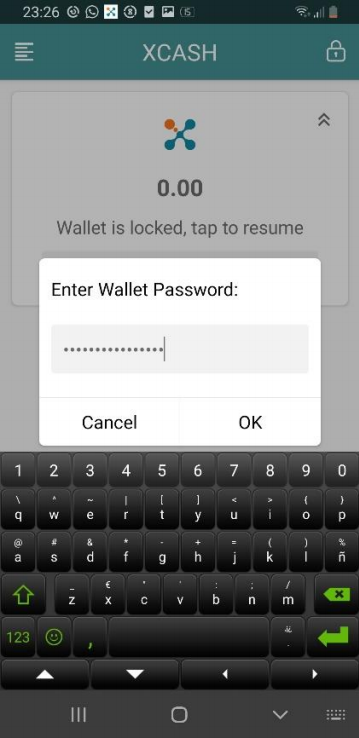 23:26
XCASH
0.00
Wallet is locked, tap to resume
Enter Wallet Password:
••••••••••••••••
Cancel OK
1 2 3 4 5 6 7 8 9 0
\ ^ ~ | [ ] < > { }
q w e r t y u i o p
@ # & * - + = ( ) %
a s d f g h j k l ñ
_ € " ' : ; /
z x c v b n m
123 , .